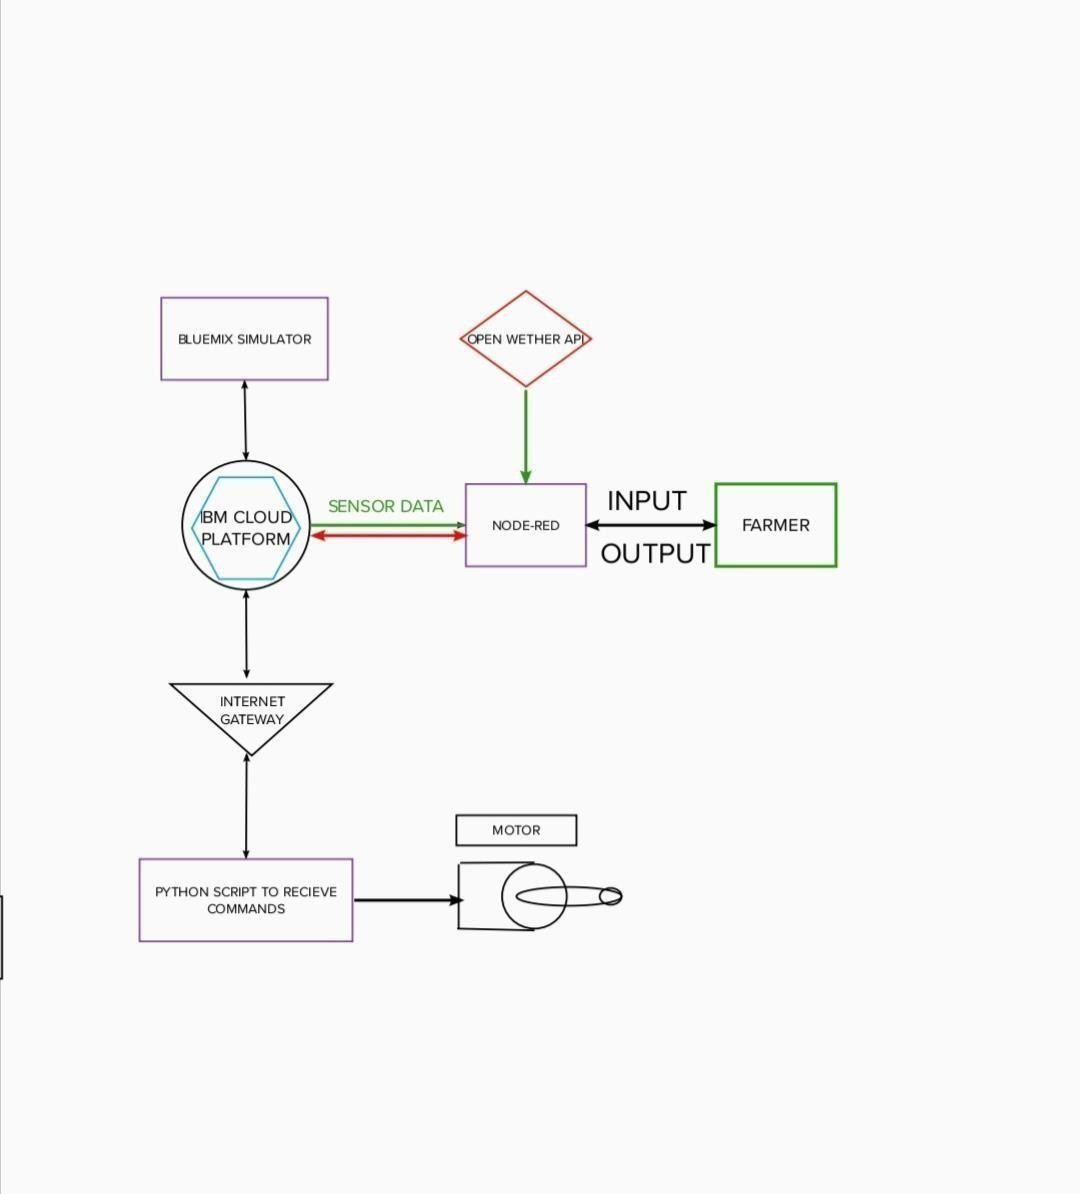 BLUEMIX SIMULATOR
OPEN WETHER API
IBM CLOUD
PLATFORM
SENSOR DATA
NODE-RED
INPUT
OUTPUT
FARMER
INTERNET
GATEWAY
MOTOR
PYTHON SCRIPT TO RECIEVE
COMMANDS